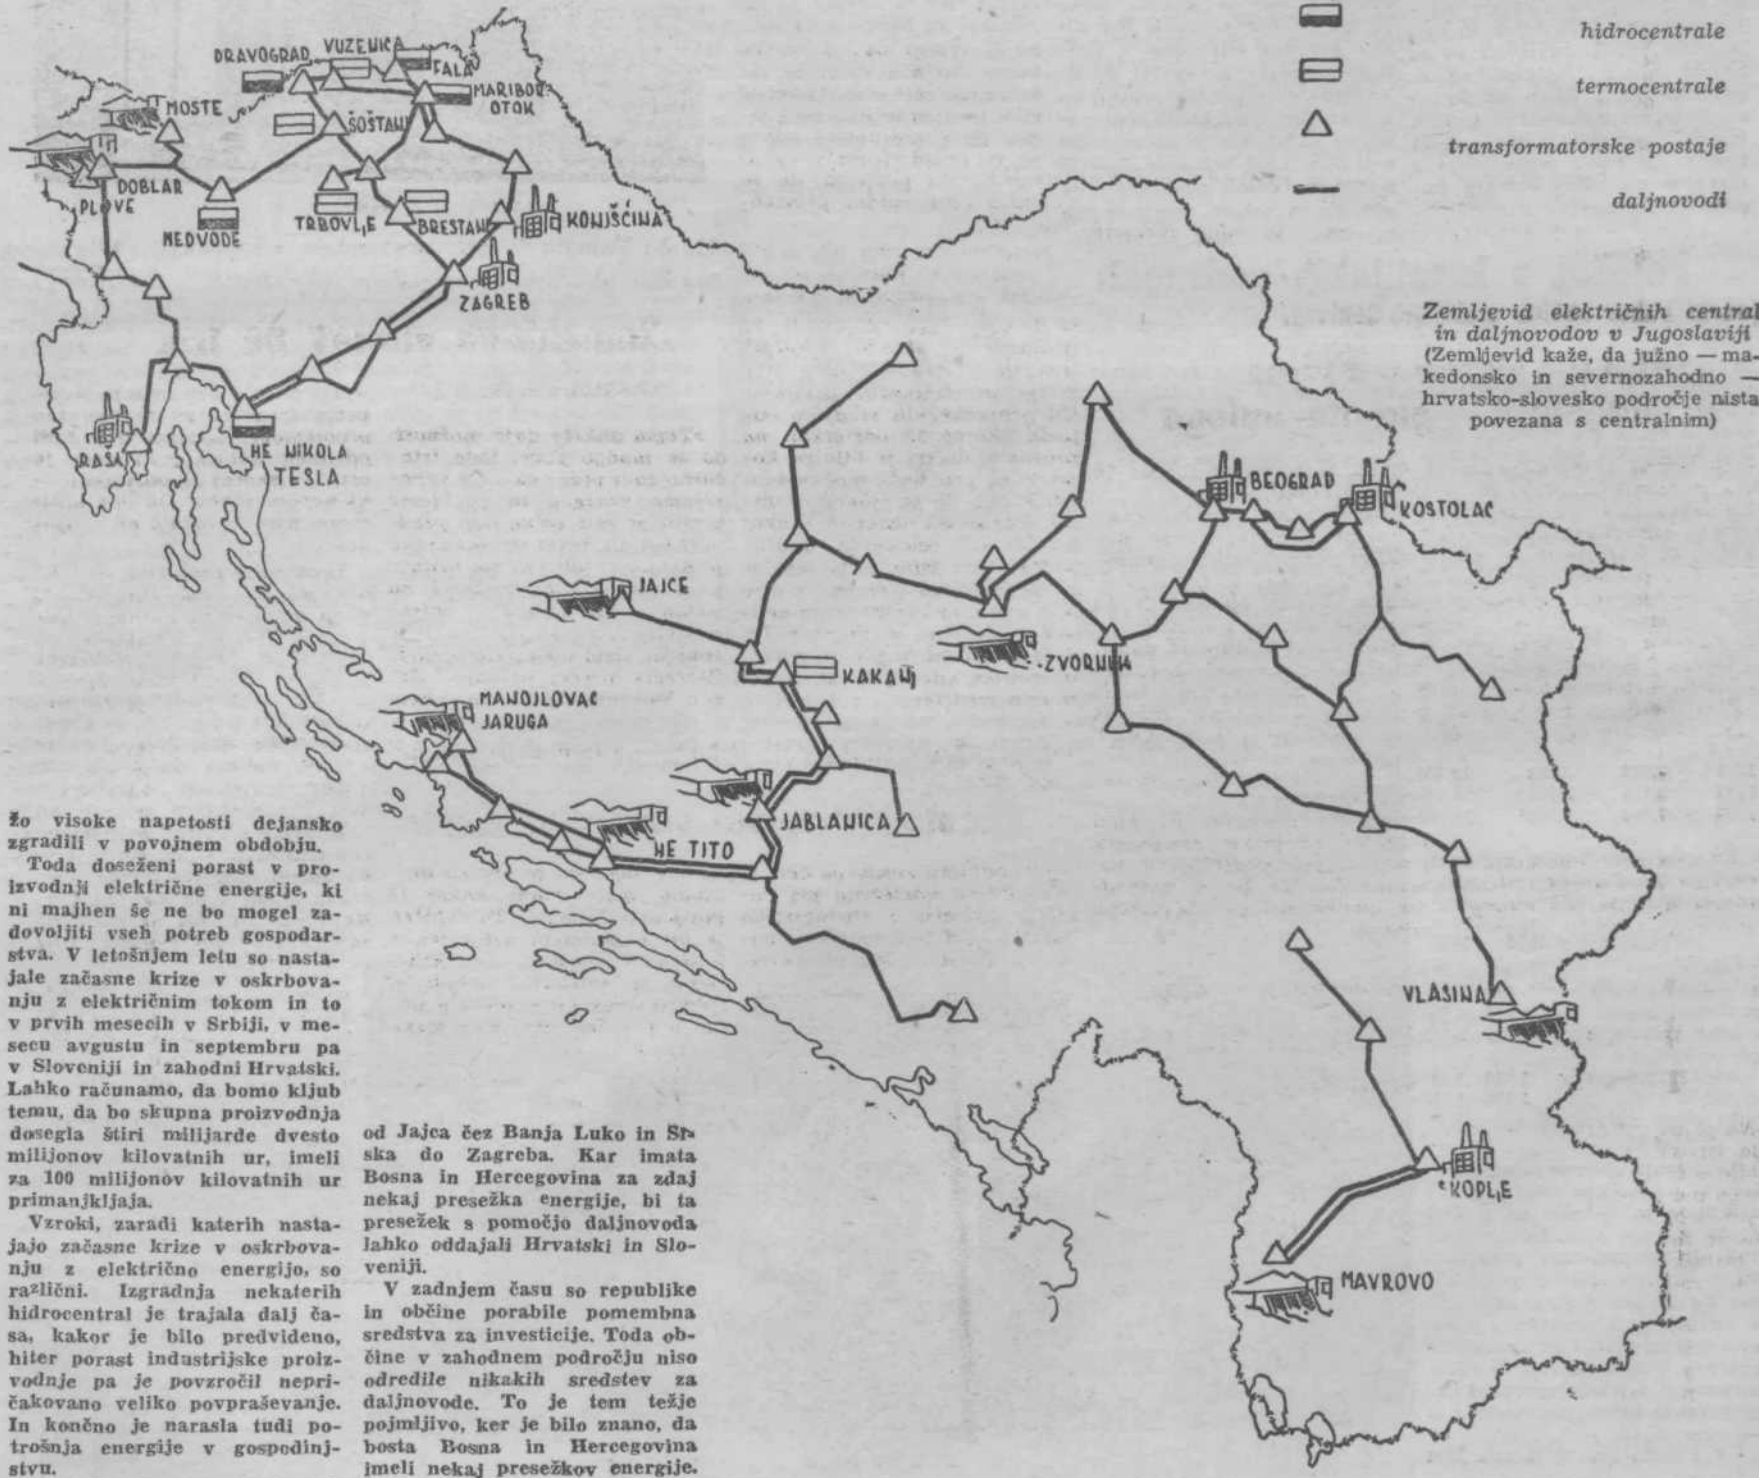 hidrocentrale
termocentrale
transformatorske postaje
daljnovodi
Zemljevid električnih central
in daljnovodov v Jugoslaviji
(Zemljevid kaže, da južno — ma-
kedonsko in severnozahodno —
hrvatsko-slovesko področje nista
povezana s centralnim)
DRAVOGRAD
VUZENICA
FALA
MARIBOR-
OTOK
MOSTE
ŠOŠTANJ
DOBLAR
PLOVE
MEDVODE
TRBOVLJE
BRESTAN
KONJŠĆINA
ZAGREB
RAŠA
HE NIKOLA
TESLA
BEOGRAD
KOSTOLAC
JAJCE
ZVORNIK
KAKANJ
MANOJLOVAC
JARUGA
JABLANICA
HE TITO
VLASINA
SKOPLJE
MAVROVO
žo visoke napetosti dejansko
zgradili v povojnem obdobju.
Toda doseženi porast v pro-
izvodnji električne energije, ki
ni majhen še ne bo mogel za-
dovoljiti vseh potreb gospodar-
stva. V letošnjem letu so nasta-
jale začasne krize v oskrbova-
nju z električnim tokom in to
v prvih mesecih v Srbiji, v me-
secu avgustu in septembru pa
v Sloveniji in zahodni Hrvatski.
Lahko računamo, da bomo kljub
temu, da bo skupna proizvodnja
dosegla štiri milijarde dvesto
milijonov kilovatnih ur, imeli
za 100 milijonov kilovatnih ur
primanjkljaja.
Vzroki, zaradi katerih nasta-
jajo začasne krize v oskrbova-
nju z električno energijo, so
različni. Izgradnja nekaterih
hidrocentral je trajala dalj ča-
sa, kakor je bilo predvideno,
hiter porast industrijske proiz-
vodnje pa je povzročil nepri-
čakovano veliko povpraševanje.
In končno je narasla tudi po-
trošnja energije v gospodinj-
stvu.
od Jajca čez Banja Luko in Si-
ska do Zagreba. Kar imata
Bosna in Hercegovina za zdaj
nekaj presežka energije, bi ta
presežek s pomočjo daljnovoda
lahko oddajali Hrvatski in Slo-
veniji.
V zadnjem času so republike
in občine porabile pomembna
sredstva za investicije. Toda ob-
čine v zahodnem področju niso
odredile nikakih sredstev za
daljnovode. To je tem težje
pojmljivo, ker je bilo znano, da
bosta Bosna in Hercegovina
imeli nekaj presežkov energije.